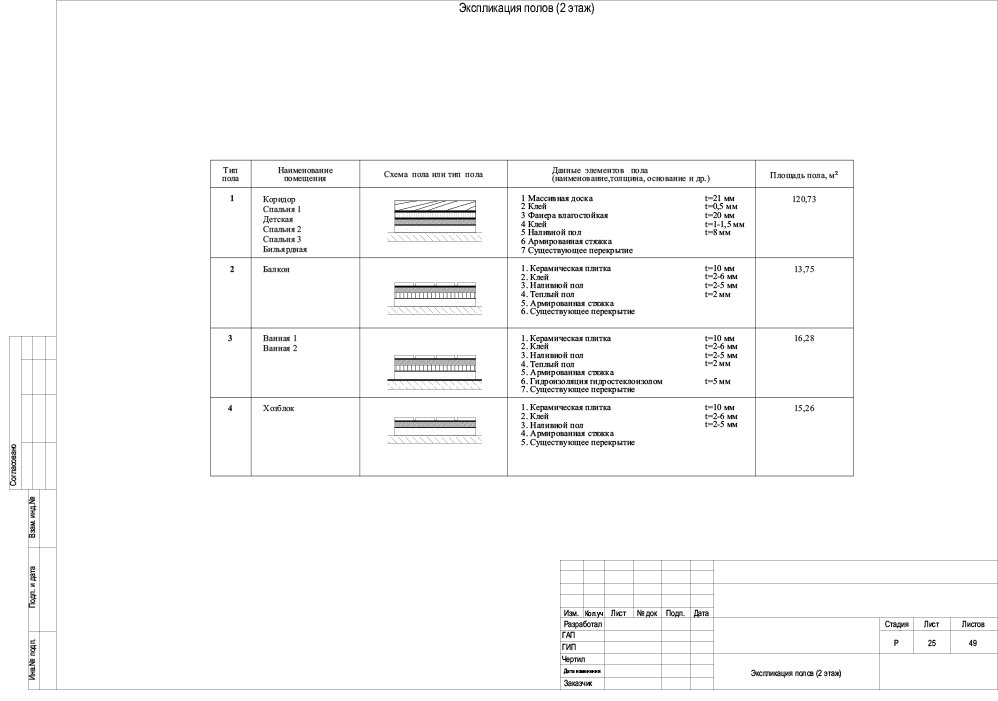 Экспликация полов (2 этаж)
Тип пола
Наименование помещения
Схема пола или тип пола
Данные элементов пола (наименование,толщина, основание и др.)
Площадь пола, м²
1
Коридор
Спальня 1
Детская
Спальня 2
Спальня 3
Бильярдная
1 Массивная доска t=21 мм
2 Клей t=0,5 мм
3 Фанера влагостойкая t=20 мм
4 Клей t=1-1,5 мм
5 Наливной пол t=8 мм
6 Армированная стяжка
7 Существующее перекрытие
120,73
2
Балкон
1. Керамическая плитка t=10 мм
2. Клей t=2-6 мм
3. Наливной пол t=2-5 мм
4. Теплый пол t=2 мм
5. Армированная стяжка
6. Существующее перекрытие
13,75
3
Ванная 1
Ванная 2
1. Керамическая плитка t=10 мм
2. Клей t=2-6 мм
3. Наливной пол t=2-5 мм
4. Теплый пол t=2 мм
5. Армированная стяжка
6. Гидроизоляция гидростеклоизолом t=5 мм
7. Существующее перекрытие
16,28
4
Хозблок
1. Керамическая плитка t=10 мм
2. Клей t=2-6 мм
3. Наливной пол t=2-5 мм
4. Армированная стяжка
5. Существующее перекрытие
15,26
Согласовано
Взам. инд.№
Подп. и дата
Инв.№ подл.
Изм. Кол.уч Лист № док Подп. Дата
Разработал
ГАП
ГИП
Чертил
Дата изменения
Заказчик
Стадия Лист Листов
Р 25 49
Экспликация полов (2 этаж)